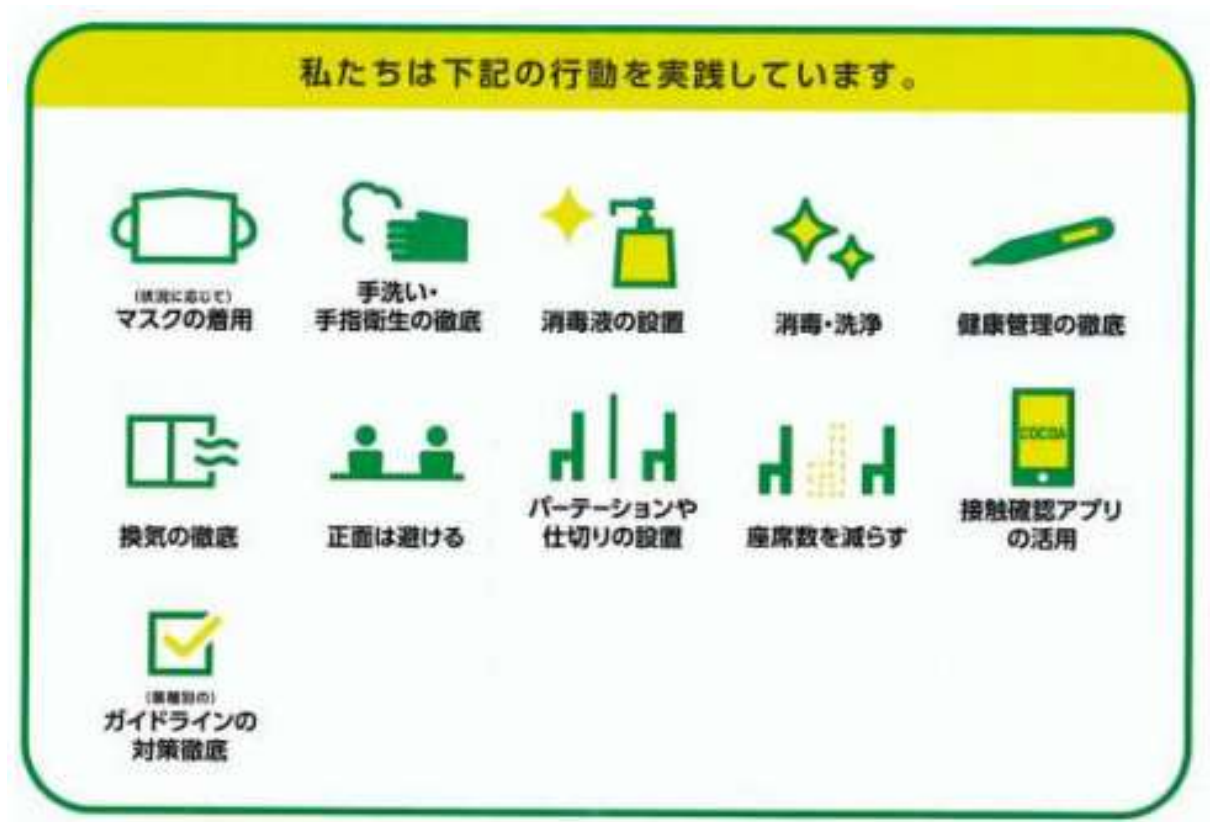 私たちは下記の行動を実践しています。
(状況に応じて)
マスクの着用
手洗い・
手指衛生の徹底
消毒液の設置
消毒・洗浄
健康管理の徹底
換気の徹底
正面は避ける
パーテーションや
仕切りの設置
座席数を減らす
COCOA
接触確認アプリ
の活用
(業種別の)
ガイドラインの
対策徹底